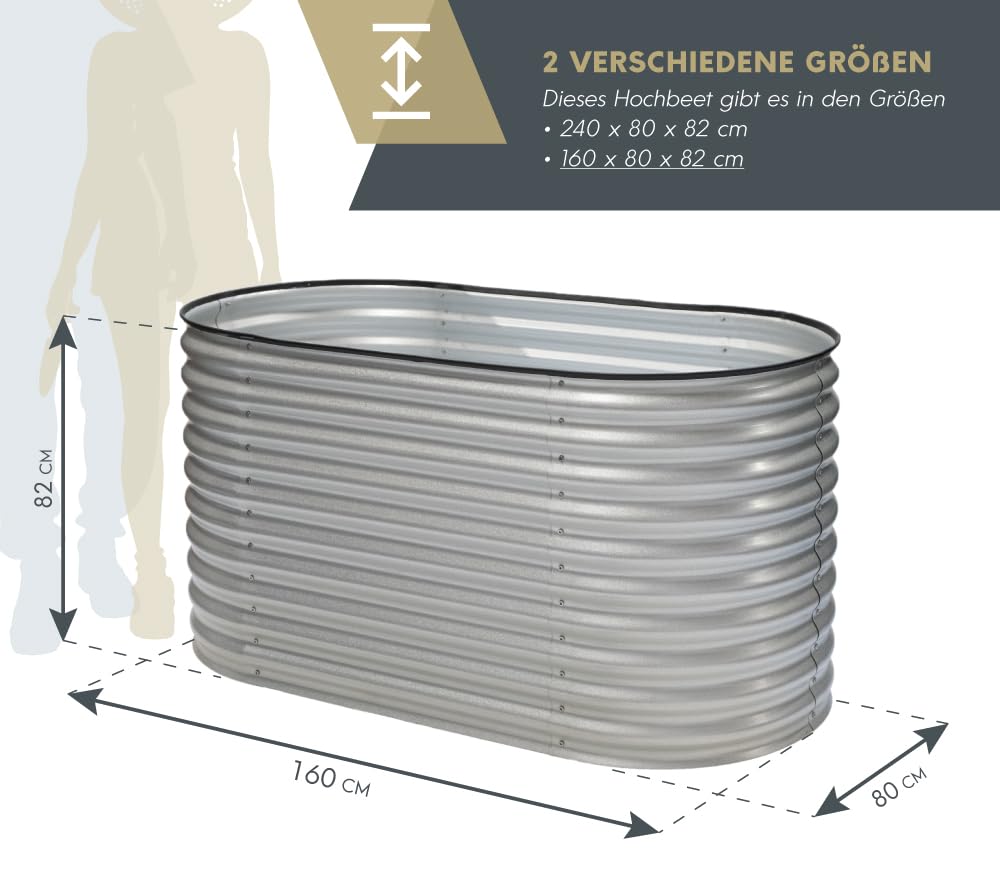 2 VERSCHIEDENE GRÖẞEN
Dieses Hochbeet gibt es in den Größen
• 240 x 80 x 82 cm
• 160 x 80 x 82 cm
82 CM
160 CM
80 CM